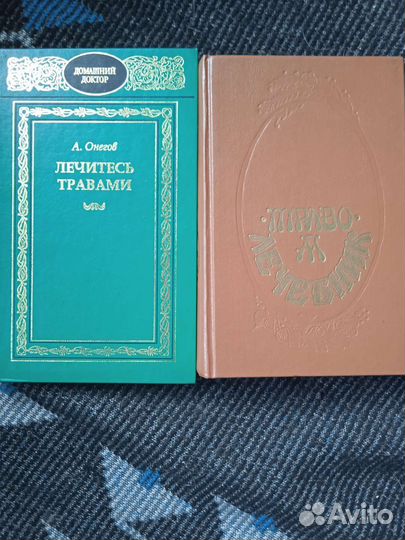 ДОМАШНИЙ
ДОКТОР
А. Онегов
ЛЕЧИТЕСЬ
ТРАВАМИ
ТРАВО
ЛЕЧЕБНИК
Avito